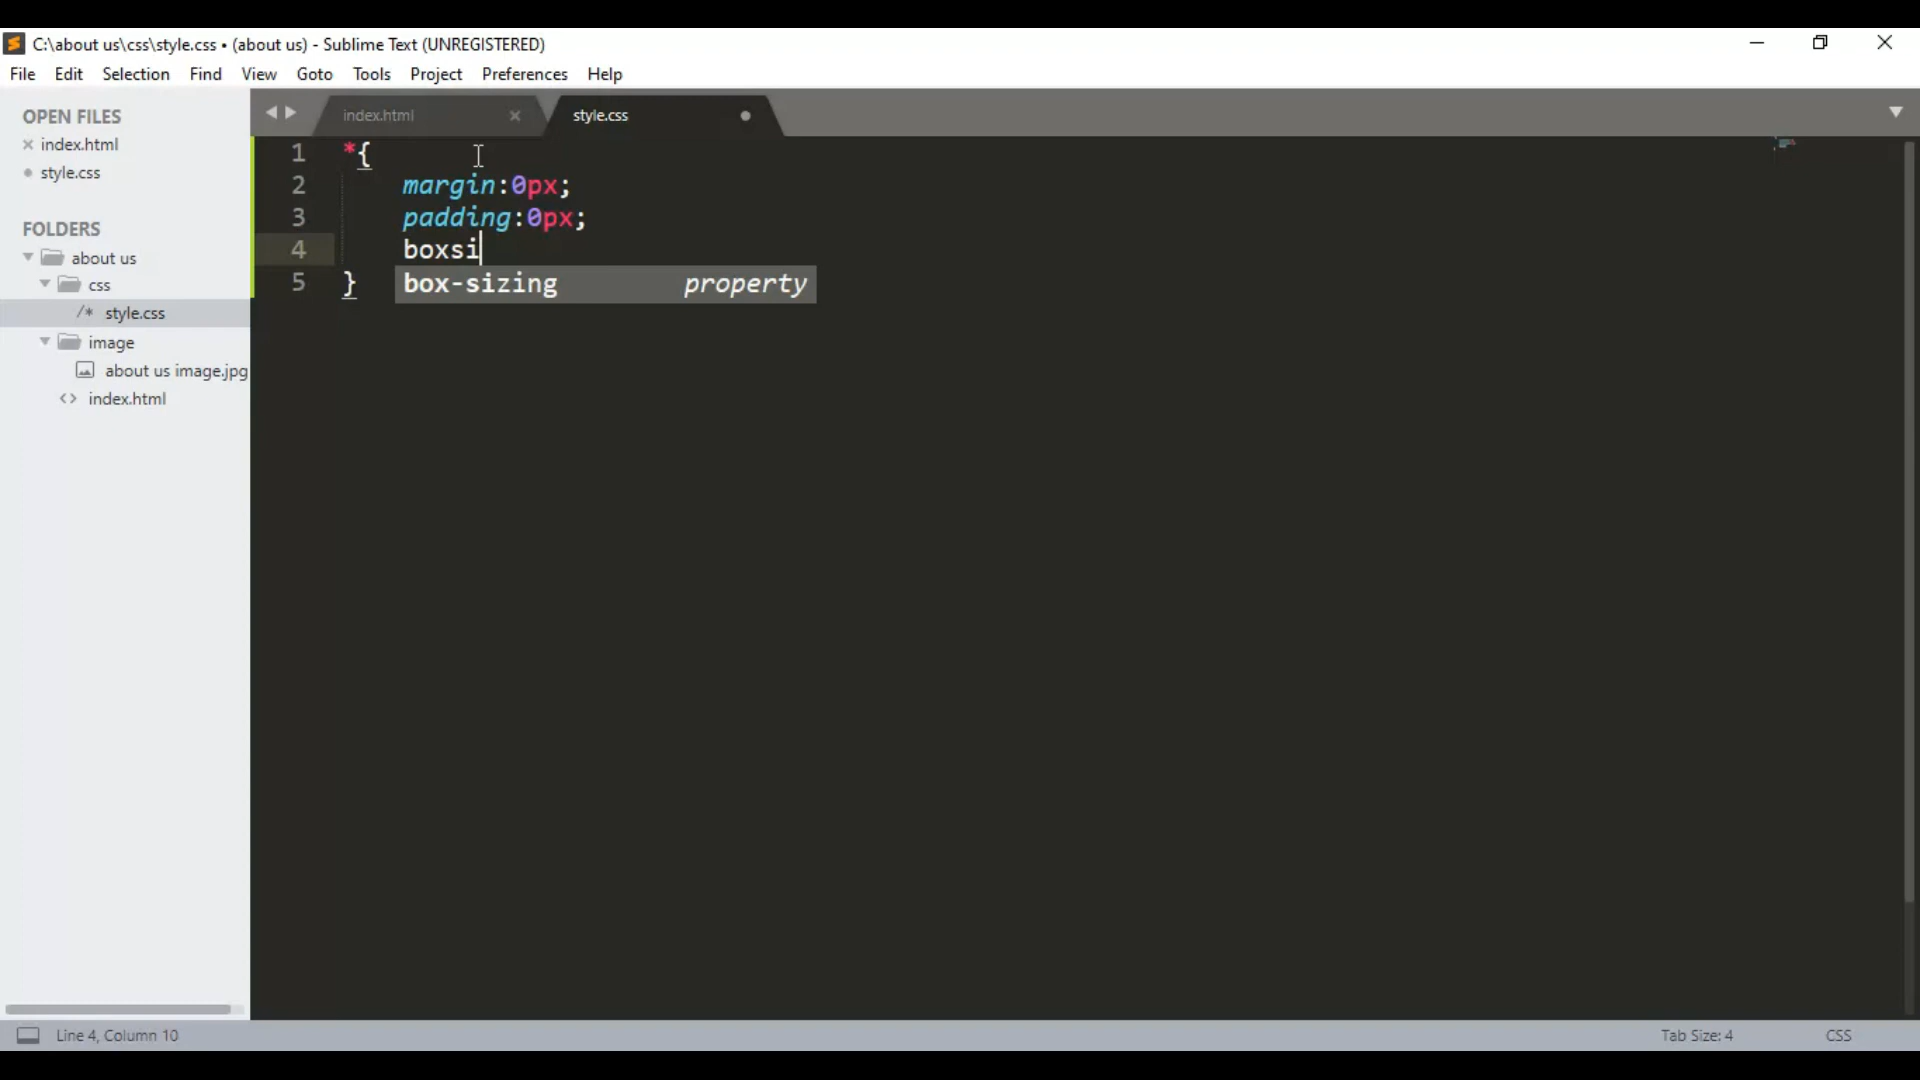 C:\about us\css\style.css • (about us) - Sublime Text (UNREGISTERED)
File Edit Selection Find View Goto Tools Project Preferences Help
OPEN FILES
index.html
style.css
FOLDERS
about us
css
/* style.css
image
about us image.jpg
<> index.html
index.html style.css
1 *{
2 margin:0px;
3 padding:0px;
4 boxsi
5 }
box-sizing property
Line 4, Column 10 Tab Size: 4 CSS